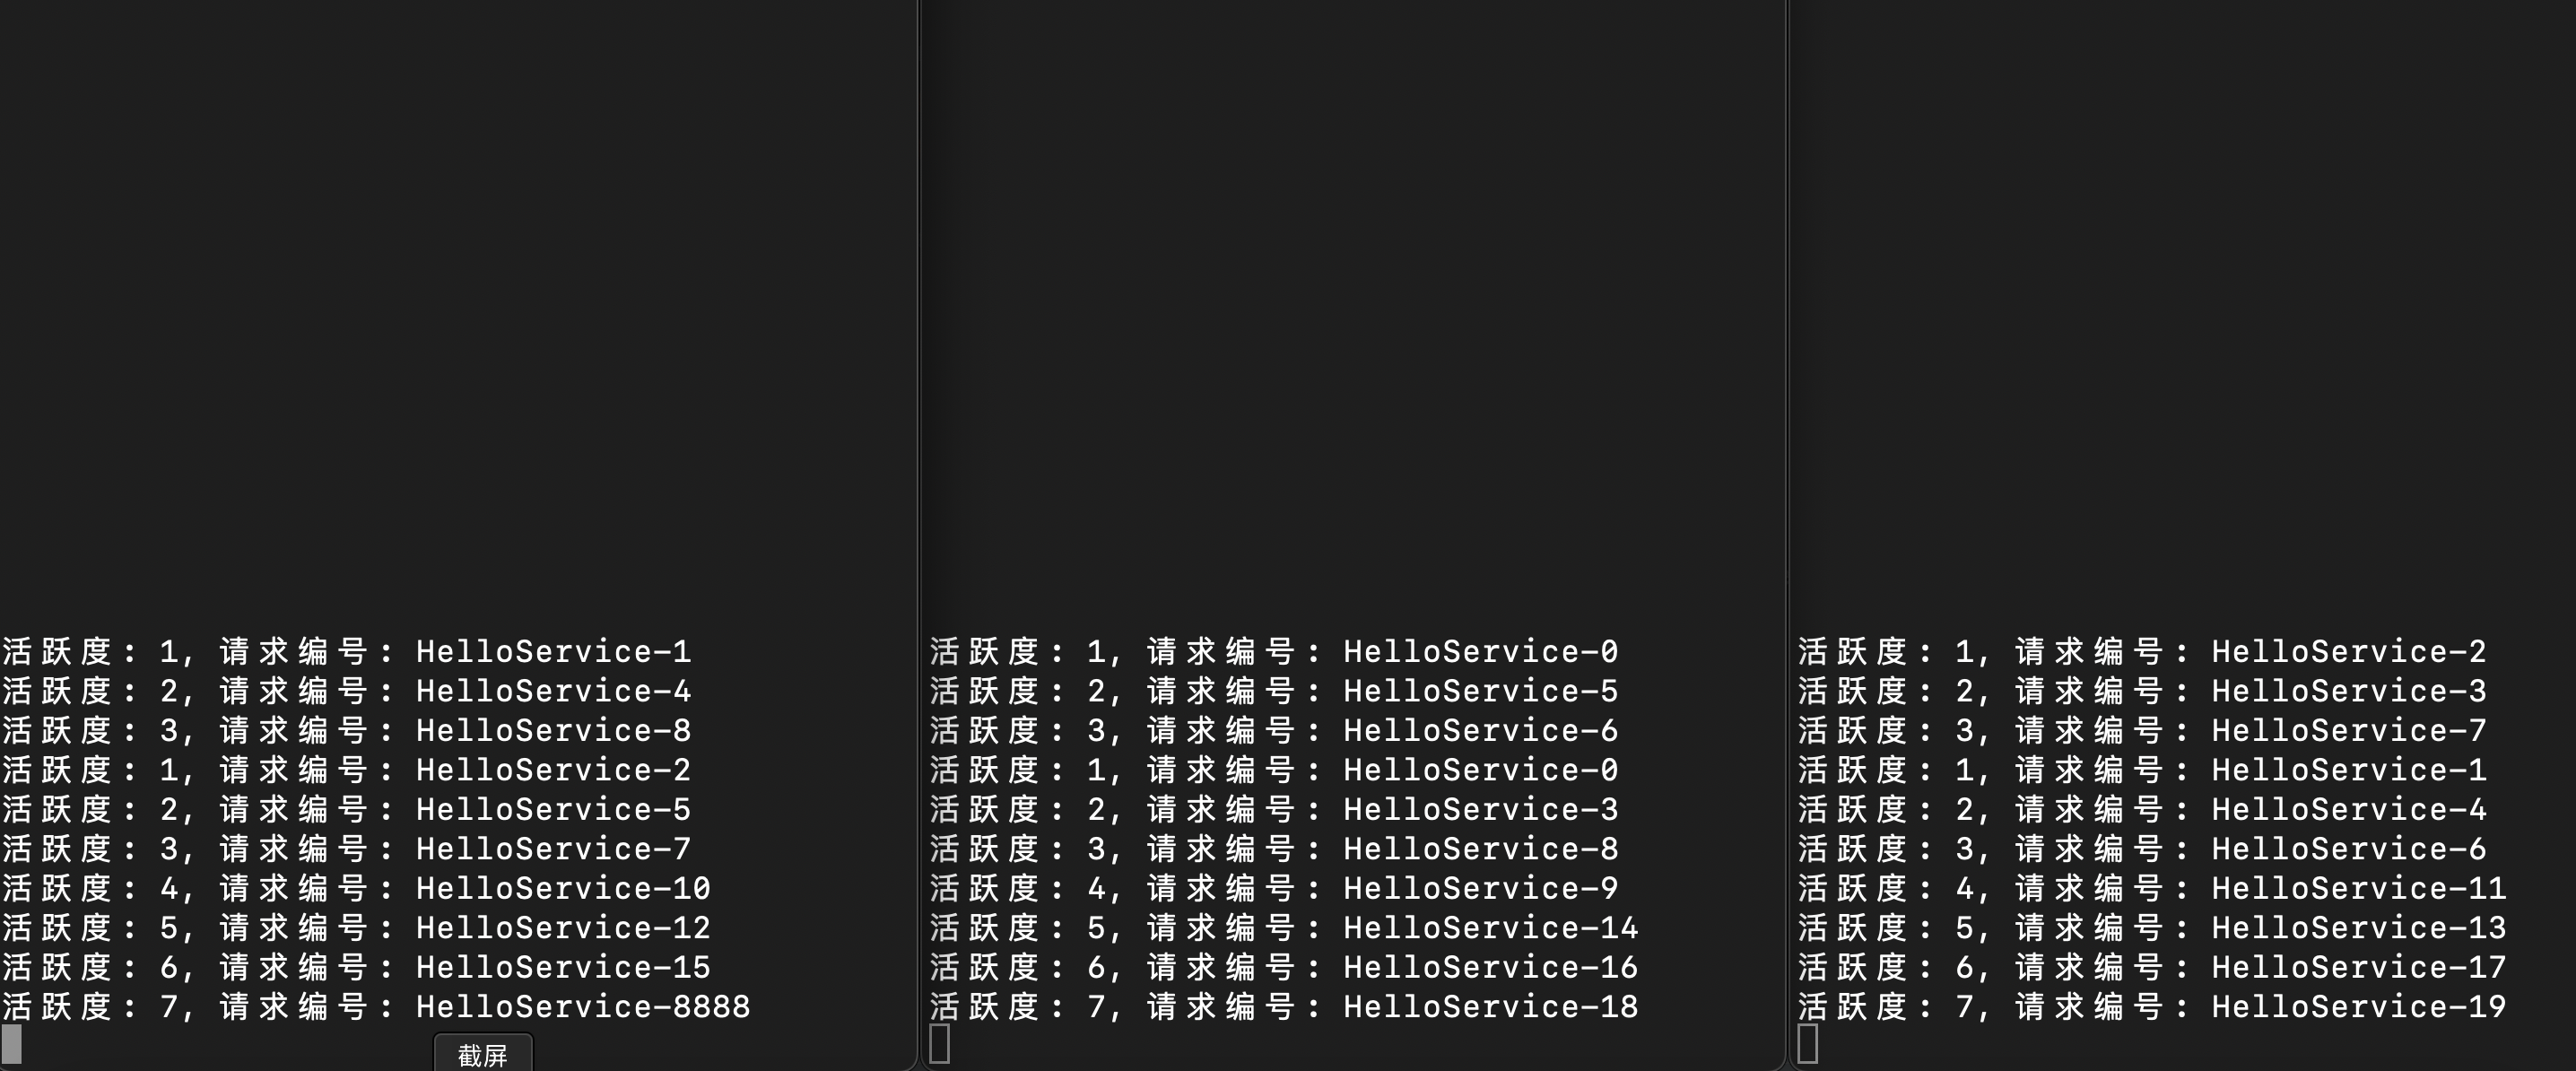 活跃度: 1, 请求编号: HelloService-1
活跃度: 2, 请求编号: HelloService-4
活跃度: 3, 请求编号: HelloService-8
活跃度: 1, 请求编号: HelloService-2
活跃度: 2, 请求编号: HelloService-5
活跃度: 3, 请求编号: HelloService-7
活跃度: 4, 请求编号: HelloService-10
活跃度: 5, 请求编号: HelloService-12
活跃度: 6, 请求编号: HelloService-15
活跃度: 7, 请求编号: HelloService-8888
截屏
活跃度: 1, 请求编号: HelloService-0
活跃度: 2, 请求编号: HelloService-5
活跃度: 3, 请求编号: HelloService-6
活跃度: 1, 请求编号: HelloService-0
活跃度: 2, 请求编号: HelloService-3
活跃度: 3, 请求编号: HelloService-8
活跃度: 4, 请求编号: HelloService-9
活跃度: 5, 请求编号: HelloService-14
活跃度: 6, 请求编号: HelloService-16
活跃度: 7, 请求编号: HelloService-18
活跃度: 1, 请求编号: HelloService-2
活跃度: 2, 请求编号: HelloService-3
活跃度: 3, 请求编号: HelloService-7
活跃度: 1, 请求编号: HelloService-1
活跃度: 2, 请求编号: HelloService-4
活跃度: 3, 请求编号: HelloService-6
活跃度: 4, 请求编号: HelloService-11
活跃度: 5, 请求编号: HelloService-13
活跃度: 6, 请求编号: HelloService-17
活跃度: 7, 请求编号: HelloService-19